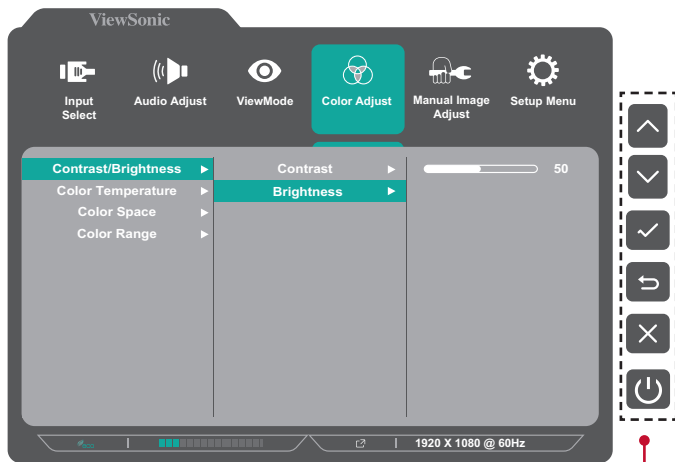 ViewSonic
Input
Select
Audio Adjust
ViewMode
Color Adjust
Manual Image
Adjust
Setup Menu
Contrast/Brightness
Contrast
50
Color Temperature
Brightness
Color Space
Color Range
1920 X 1080 @ 60Hz